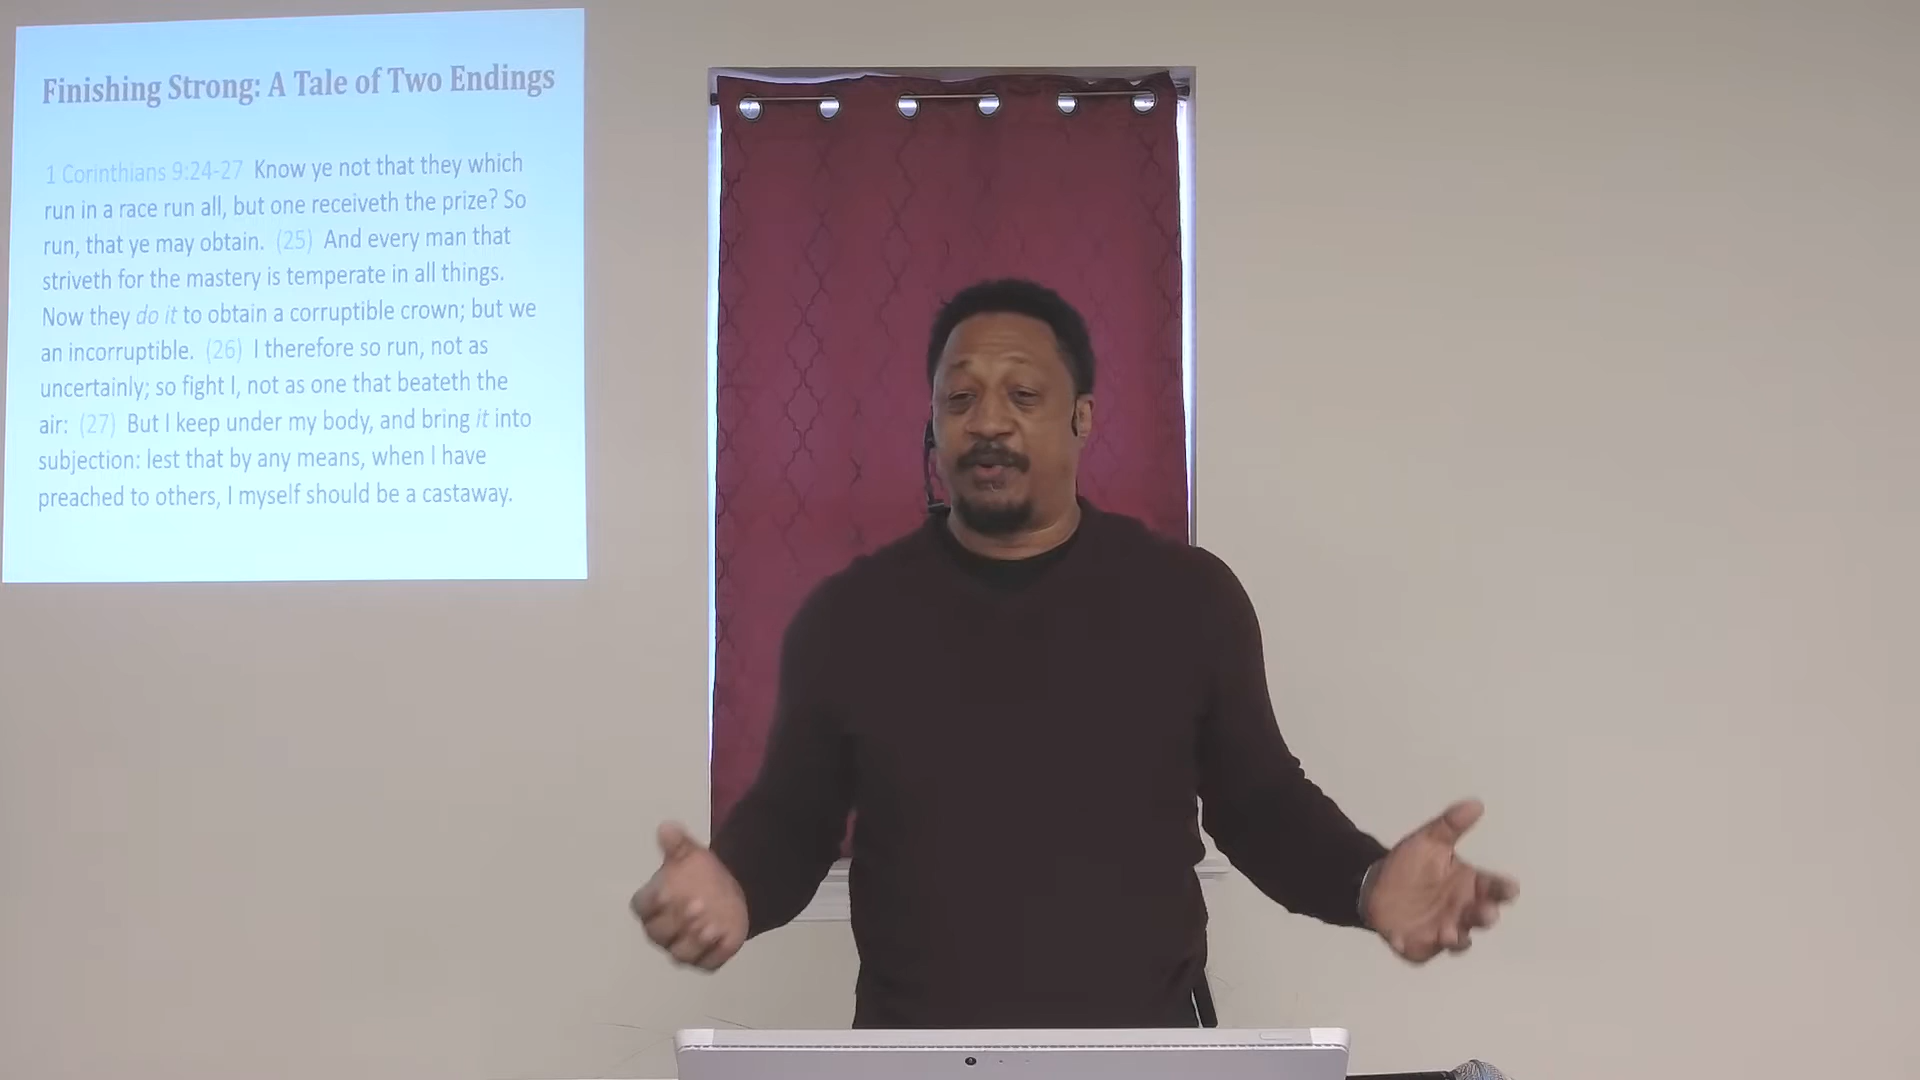 Finishing Strong: A Tale of Two Endings
1 Corinthians 9:24-27 Know ye not that they which
run in a race run all, but one receiveth the prize? So
run, that ye may obtain. (25) And every man that
striveth for the mastery is temperate in all things.
Now they do it to obtain a corruptible crown; but we
an incorruptible. (26) I therefore so run, not as
uncertainly; so fight I, not as one that beateth the
air: (27) But I keep under my body, and bring it into
subjection: lest that by any means, when I have
preached to others, I myself should be a castaway.